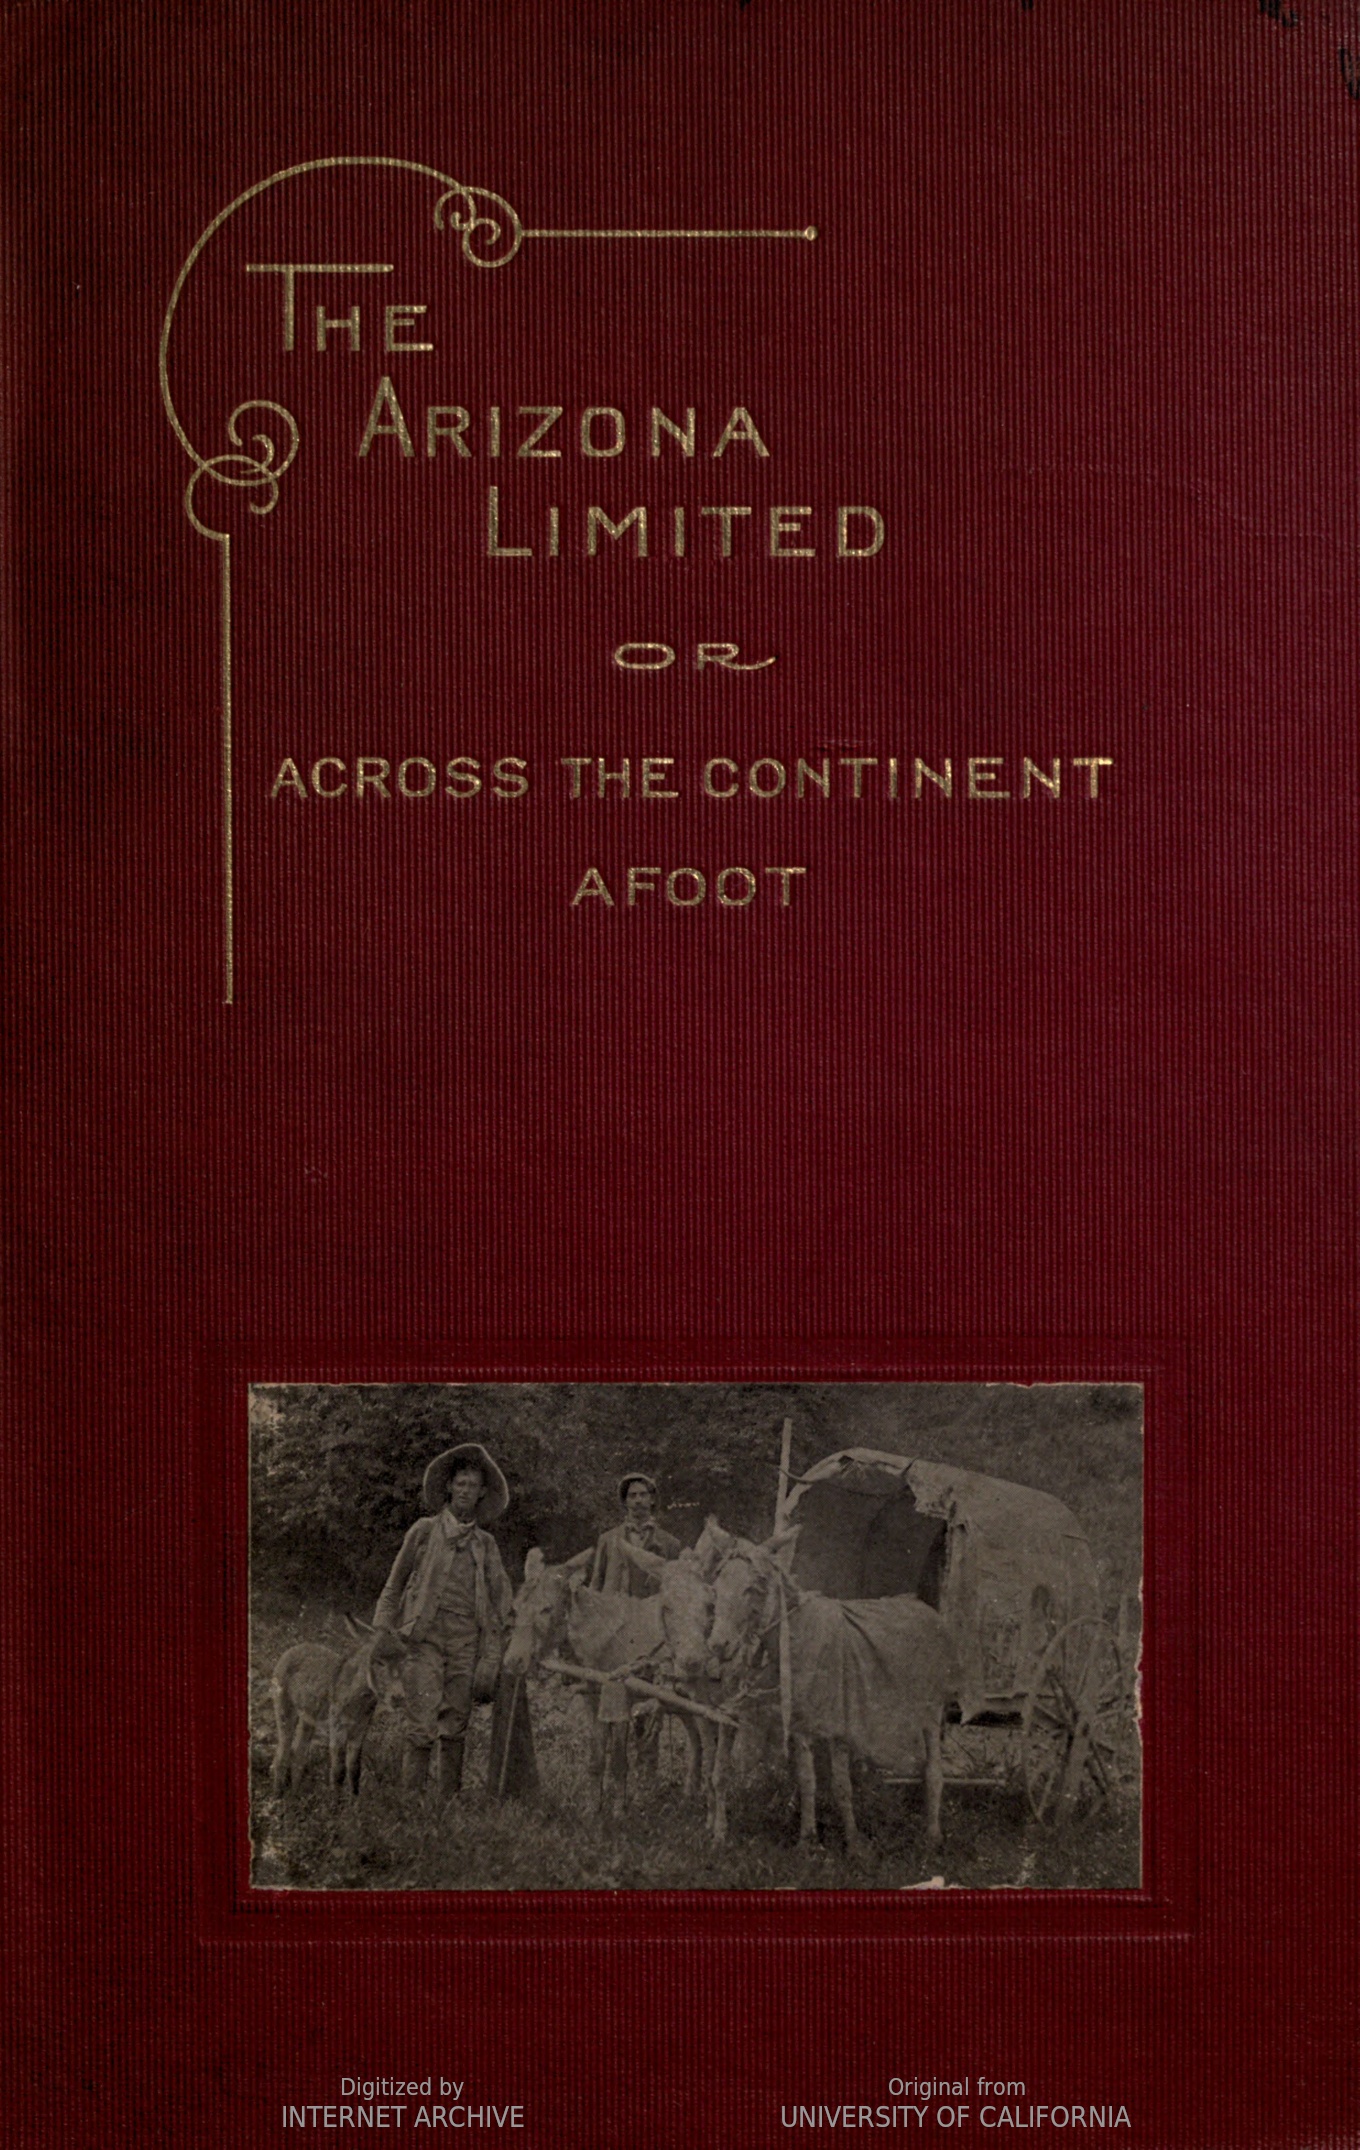 THE
ARIZONA
LIMITED
OR
ACROSS THE CONTINENT
AFOOT
Digitized by
INTERNET ARCHIVE
Original from
UNIVERSITY OF CALIFORNIA